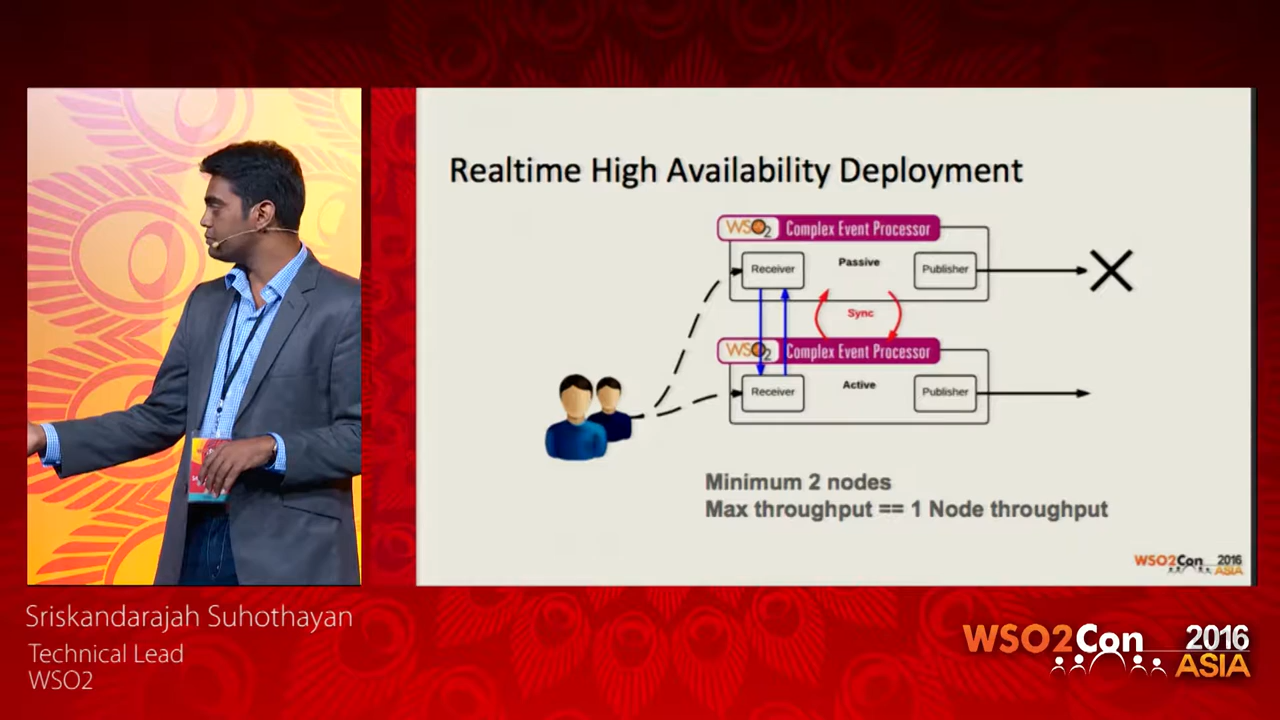 Realtime High Availability Deployment
WSO2 Complex Event Processor
Receiver
Passive
Publisher
Sync
WSO2 Complex Event Processor
Receiver
Active
Publisher
Minimum 2 nodes
Max throughput == 1 Node throughput
WSO2Con 2016
ASIA
Sriskandarajah Suhothayan
Technical Lead
WSO2
WSO2Con 2016
ASIA